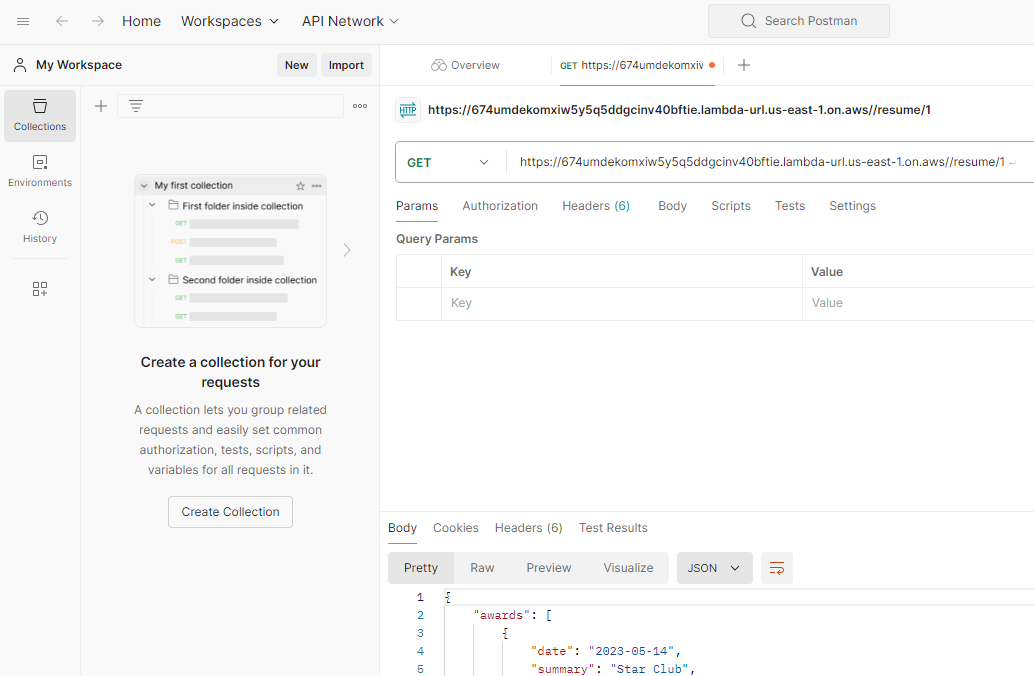 Home Workspaces API Network Search Postman
My Workspace New Import
Overview GET https://674umdekomxiw
Collections
Environments
History
My first collection
First folder inside collection
GET
POST
GET
Second folder inside collection
GET
GET
Create a collection for your
requests
A collection lets you group related
requests and easily set common
authorization, tests, scripts, and
variables for all requests in it.
Create Collection
HTTP https://674umdekomxiw5y5q5ddgcinv40bftie.lambda-url.us-east-1.on.aws//resume/1
GET https://674umdekomxiw5y5q5ddgcinv40bftie.lambda-url.us-east-1.on.aws//resume/1
Params Authorization Headers (6) Body Scripts Tests Settings
Query Params
Key Value
Key Value
Body Cookies Headers (6) Test Results
Pretty Raw Preview Visualize JSON
1 {
2 "awards": [
3 {
4 "date": "2023-05-14",
5 "summary": "Star Club",